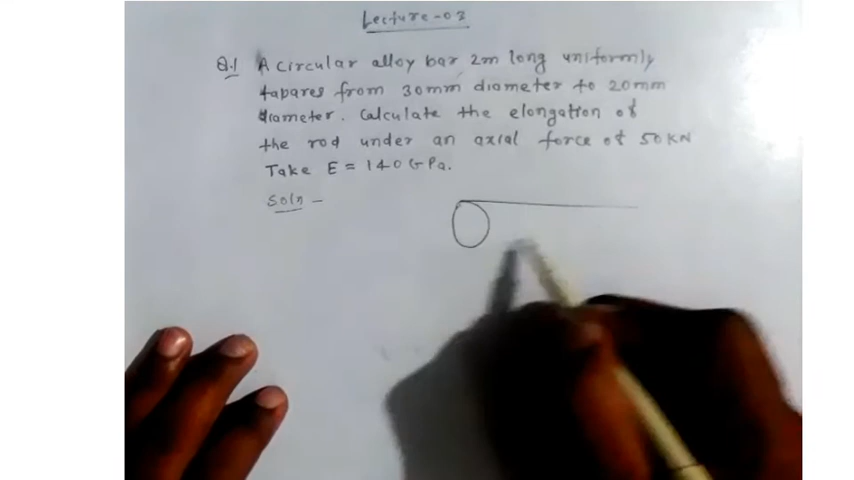 Lecture-03
Q.1 A circular alloy bar 2m long uniformly
tapares from 30mm diameter to 20mm
diameter. Calculate the elongation of
the rod under an axial force of 50KN
Take E = 140 GPa.
Soln -